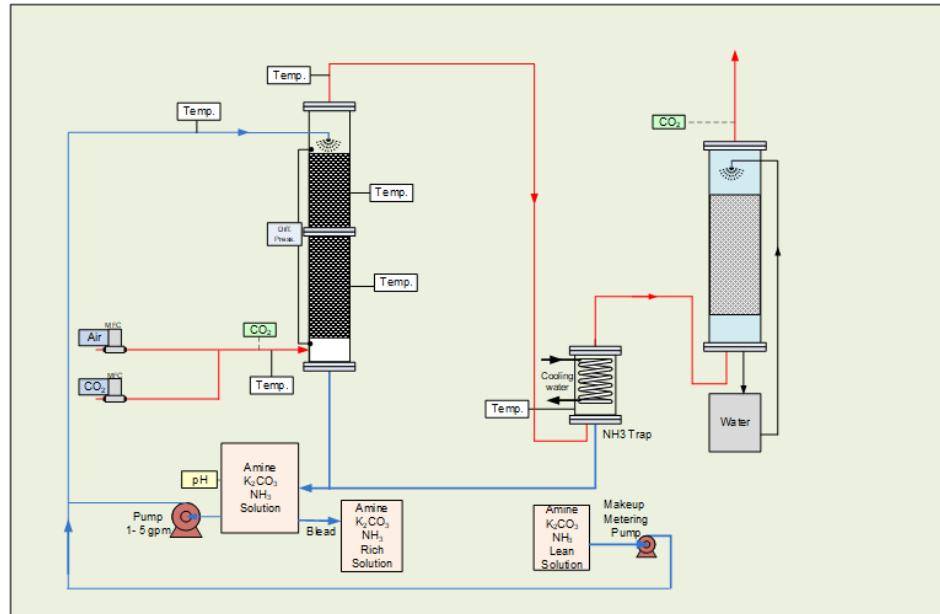 Temp.
Temp.
CO₂
Temp.
Diff.
Press.
Temp.
MFC
Air
CO₂
MFC
CO₂
Temp.
Cooling
water
Temp.
NH3 Trap
Water
pH
Amine
K₂CO₃
NH₃
Solution
Pump
1- 5 gpm
Blead
Amine
K₂CO₃
NH₃
Rich
Solution
Amine
K₂CO₃
NH₃
Lean
Solution
Makeup
Metering
Pump